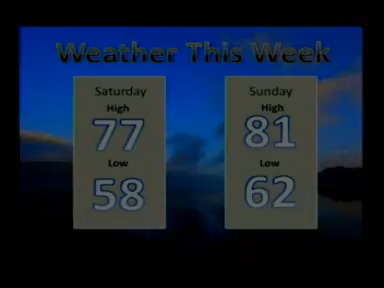 Weather This Week
Saturday
High
77
Low
58
Sunday
High
81
Low
62